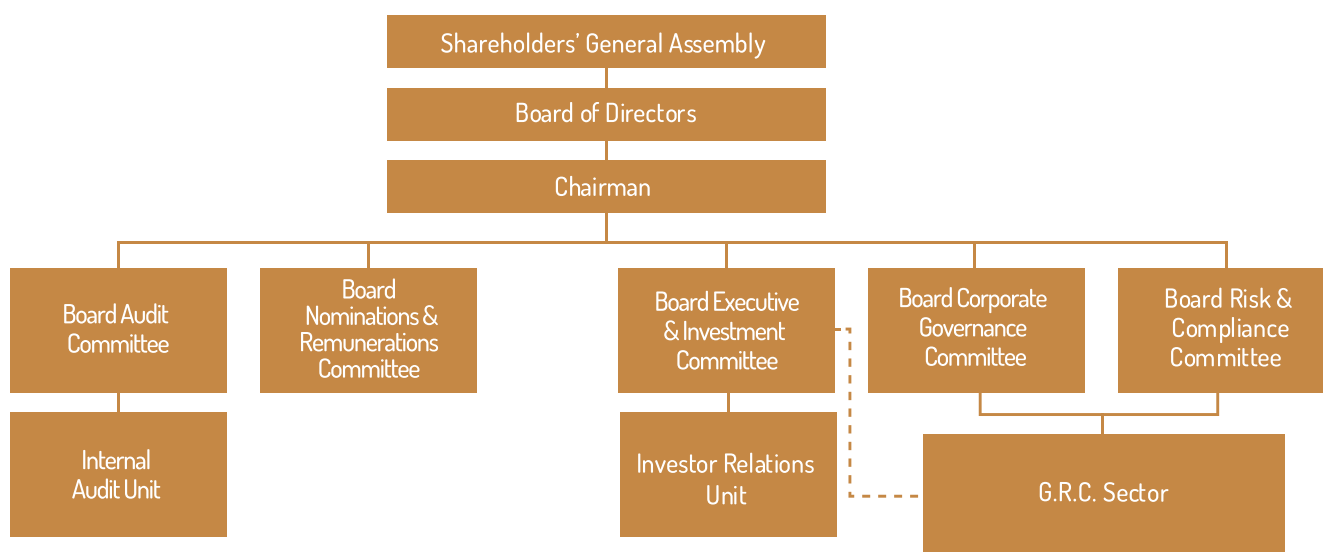 Shareholders’ General Assembly
Board of Directors
Chairman
Board Audit
Committee
Board
Nominations &
Remunerations
Committee
Board Executive
& Investment
Committee
Board Corporate
Governance
Committee
Board Risk &
Compliance
Committee
Internal
Audit Unit
Investor Relations
Unit
G.R.C. Sector